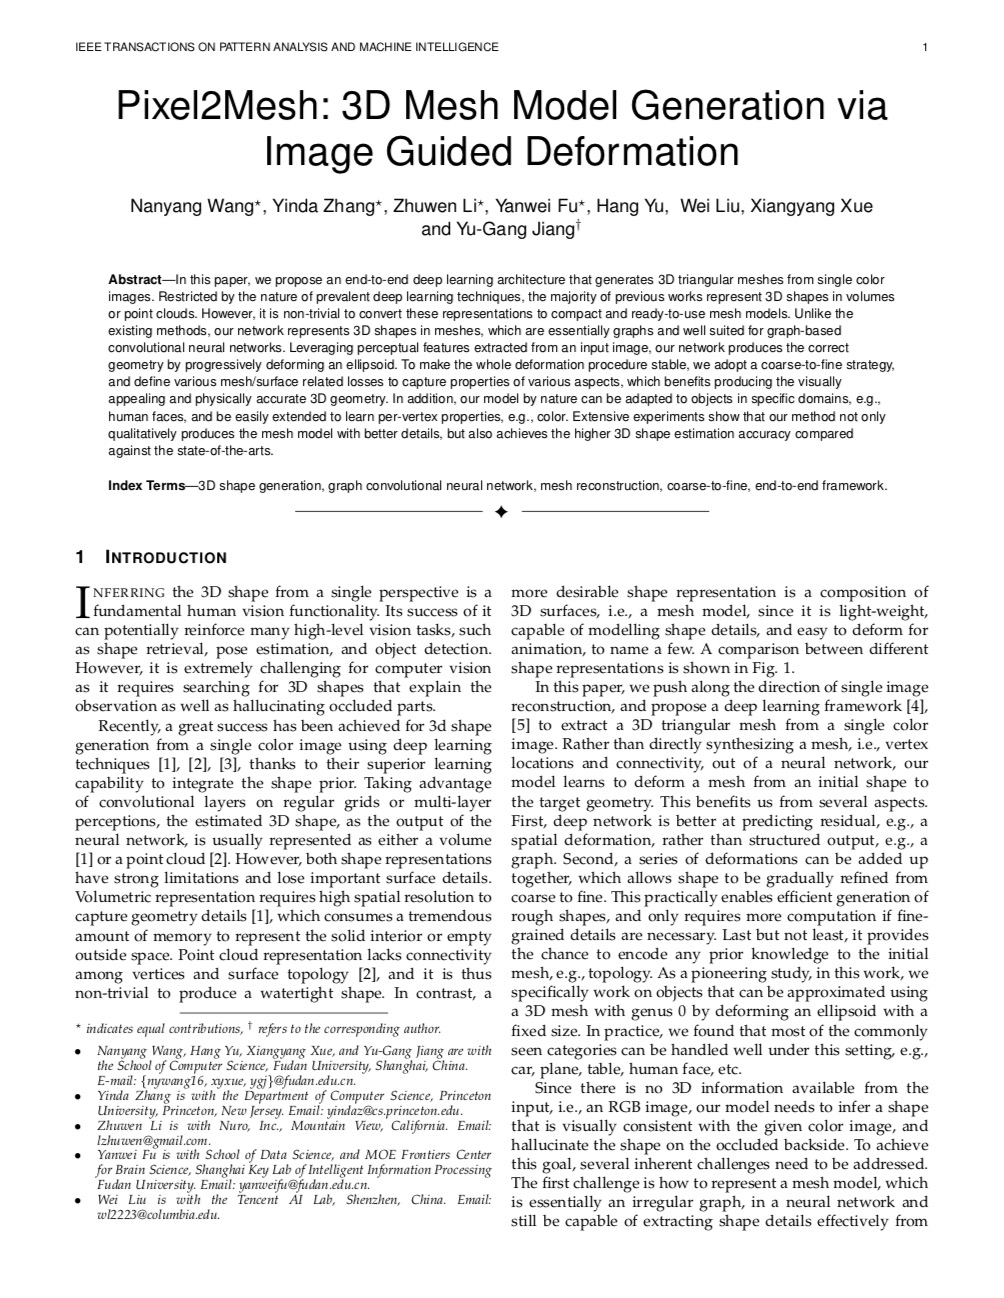 IEEE TRANSACTIONS ON PATTERN ANALYSIS AND MACHINE INTELLIGENCE 1
Pixel2Mesh: 3D Mesh Model Generation via
Image Guided Deformation
Nanyang Wang⋆, Yinda Zhang⋆, Zhuwen Li⋆, Yanwei Fu⋆, Hang Yu, Wei Liu, Xiangyang Xue
and Yu-Gang Jiang†
Abstract—In this paper, we propose an end-to-end deep learning architecture that generates 3D triangular meshes from single color
images. Restricted by the nature of prevalent deep learning techniques, the majority of previous works represent 3D shapes in volumes
or point clouds. However, it is non-trivial to convert these representations to compact and ready-to-use mesh models. Unlike the
existing methods, our network represents 3D shapes in meshes, which are essentially graphs and well suited for graph-based
convolutional neural networks. Leveraging perceptual features extracted from an input image, our network produces the correct
geometry by progressively deforming an ellipsoid. To make the whole deformation procedure stable, we adopt a coarse-to-fine strategy,
and define various mesh/surface related losses to capture properties of various aspects, which benefits producing the visually
appealing and physically accurate 3D geometry. In addition, our model by nature can be adapted to objects in specific domains, e.g.,
human faces, and be easily extended to learn per-vertex properties, e.g., color. Extensive experiments show that our method not only
qualitatively produces the mesh model with better details, but also achieves the higher 3D shape estimation accuracy compared
against the state-of-the-arts.
Index Terms—3D shape generation, graph convolutional neural network, mesh reconstruction, coarse-to-fine, end-to-end framework.
1 INTRODUCTION
INFERRING the 3D shape from a single perspective is a
fundamental human vision functionality. Its success of it
can potentially reinforce many high-level vision tasks, such
as shape retrieval, pose estimation, and object detection.
However, it is extremely challenging for computer vision
as it requires searching for 3D shapes that explain the
observation as well as hallucinating occluded parts.
Recently, a great success has been achieved for 3d shape
generation from a single color image using deep learning
techniques [1], [2], [3], thanks to their superior learning
capability to integrate the shape prior. Taking advantage
of convolutional layers on regular grids or multi-layer
perceptions, the estimated 3D shape, as the output of the
neural network, is usually represented as either a volume
[1] or a point cloud [2]. However, both shape representations
have strong limitations and lose important surface details.
Volumetric representation requires high spatial resolution to
capture geometry details [1], which consumes a tremendous
amount of memory to represent the solid interior or empty
outside space. Point cloud representation lacks connectivity
among vertices and surface topology [2], and it is thus
non-trivial to produce a watertight shape. In contrast, a
⋆ indicates equal contributions, † refers to the corresponding author.
• Nanyang Wang, Hang Yu, Xiangyang Xue, and Yu-Gang Jiang are with
the School of Computer Science, Fudan University, Shanghai, China.
E-mail: {nywang16, xyxue, ygj}@fudan.edu.cn.
• Yinda Zhang is with the Department of Computer Science, Princeton
University, Princeton, New Jersey. Email: yindaz@cs.princeton.edu.
• Zhuwen Li is with Nuro, Inc., Mountain View, California. Email:
lzhuwen@gmail.com.
• Yanwei Fu is with School of Data Science, and MOE Frontiers Center
for Brain Science, Shanghai Key Lab of Intelligent Information Processing
Fudan University. Email: yanweifu@fudan.edu.cn.
• Wei Liu is with the Tencent AI Lab, Shenzhen, China. Email:
wl2223@columbia.edu.
more desirable shape representation is a composition of
3D surfaces, i.e., a mesh model, since it is light-weight,
capable of modelling shape details, and easy to deform for
animation, to name a few. A comparison between different
shape representations is shown in Fig. 1.
In this paper, we push along the direction of single image
reconstruction, and propose a deep learning framework [4],
[5] to extract a 3D triangular mesh from a single color
image. Rather than directly synthesizing a mesh, i.e., vertex
locations and connectivity, out of a neural network, our
model learns to deform a mesh from an initial shape to
the target geometry. This benefits us from several aspects.
First, deep network is better at predicting residual, e.g., a
spatial deformation, rather than structured output, e.g., a
graph. Second, a series of deformations can be added up
together, which allows shape to be gradually refined from
coarse to fine. This practically enables efficient generation of
rough shapes, and only requires more computation if fine-
grained details are necessary. Last but not least, it provides
the chance to encode any prior knowledge to the initial
mesh, e.g., topology. As a pioneering study, in this work, we
specifically work on objects that can be approximated using
a 3D mesh with genus 0 by deforming an ellipsoid with a
fixed size. In practice, we found that most of the commonly
seen categories can be handled well under this setting, e.g.,
car, plane, table, human face, etc.
Since there is no 3D information available from the
input, i.e., an RGB image, our model needs to infer a shape
that is visually consistent with the given color image, and
hallucinate the shape on the occluded backside. To achieve
this goal, several inherent challenges need to be addressed.
The first challenge is how to represent a mesh model, which
is essentially an irregular graph, in a neural network and
still be capable of extracting shape details effectively from